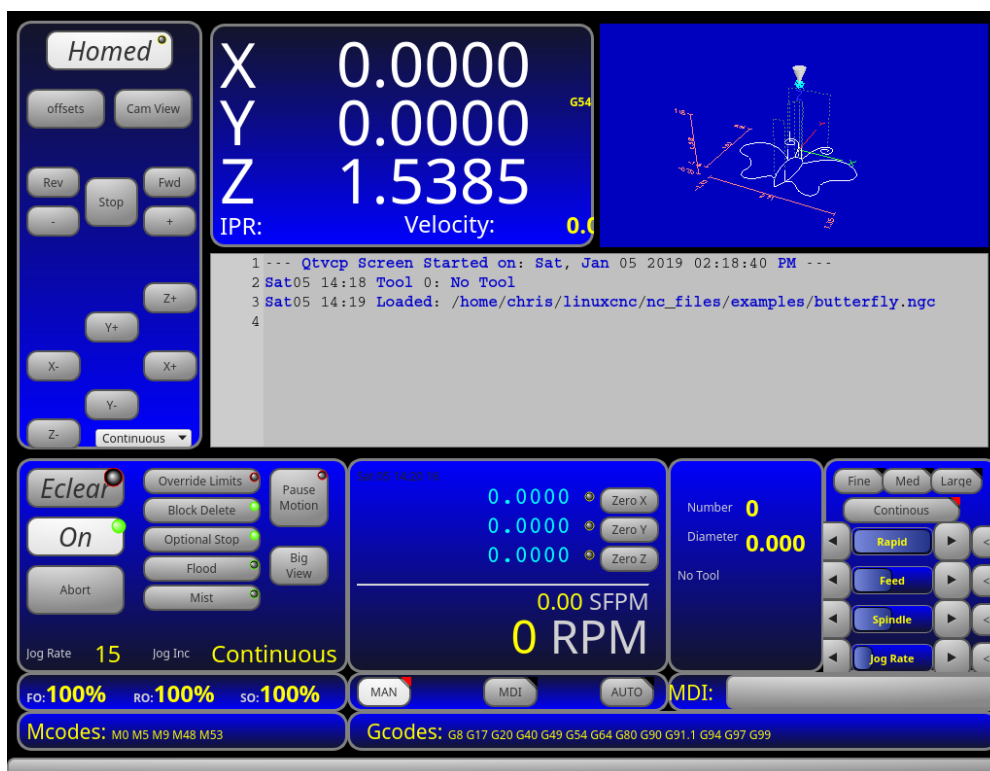 Homed
offsets
Cam View
Rev
Fwd
Stop
-
+
Z+
Y+
X-
X+
Y-
Z-
Continuous
X 0.0000
G54
Y 0.0000
Z 1.5385
IPR: Velocity: 0.0
1 --- Qtvcp Screen Started on: Sat, Jan 05 2019 02:18:40 PM ---
2 Sat05 14:18 Tool 0: No Tool
3 Sat05 14:19 Loaded: /home/chris/linuxcnc/nc_files/examples/butterfly.ngc
4
Eclear
On
Abort
Override Limits
Block Delete
Optional Stop
Flood
Mist
Pause
Motion
Big
View
Jog Rate 15 Jog Inc Continuous
0.0000 Zero X
0.0000 Zero Y
0.0000 Zero Z
0.00 SFPM
0 RPM
Number 0
Diameter 0.000
No Tool
Fine Med Large
Continous
Rapid
Feed
Spindle
Jog Rate
<
<
<
<
FO:100% RO:100% SO:100%
MAN MDI AUTO
MDI:
Mcodes: M0 M5 M9 M48 M53
Gcodes: G8 G17 G20 G40 G49 G54 G64 G80 G90 G91.1 G94 G97 G99